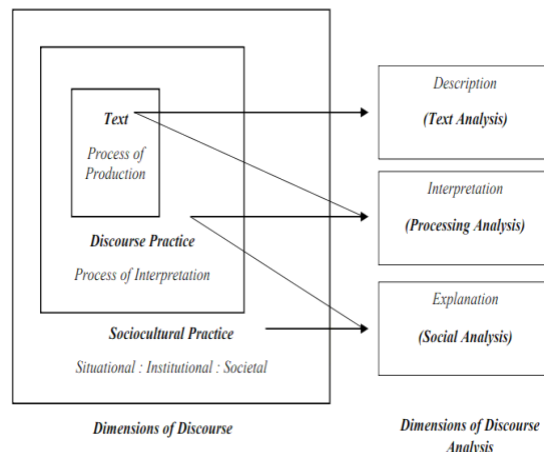 Text
Process of
Production
Discourse Practice
Process of Interpretation
Sociocultural Practice
Situational : Institutional : Societal
Dimensions of Discourse
Description
(Text Analysis)
Interpretation
(Processing Analysis)
Explanation
(Social Analysis)
Dimensions of Discourse
Analysis